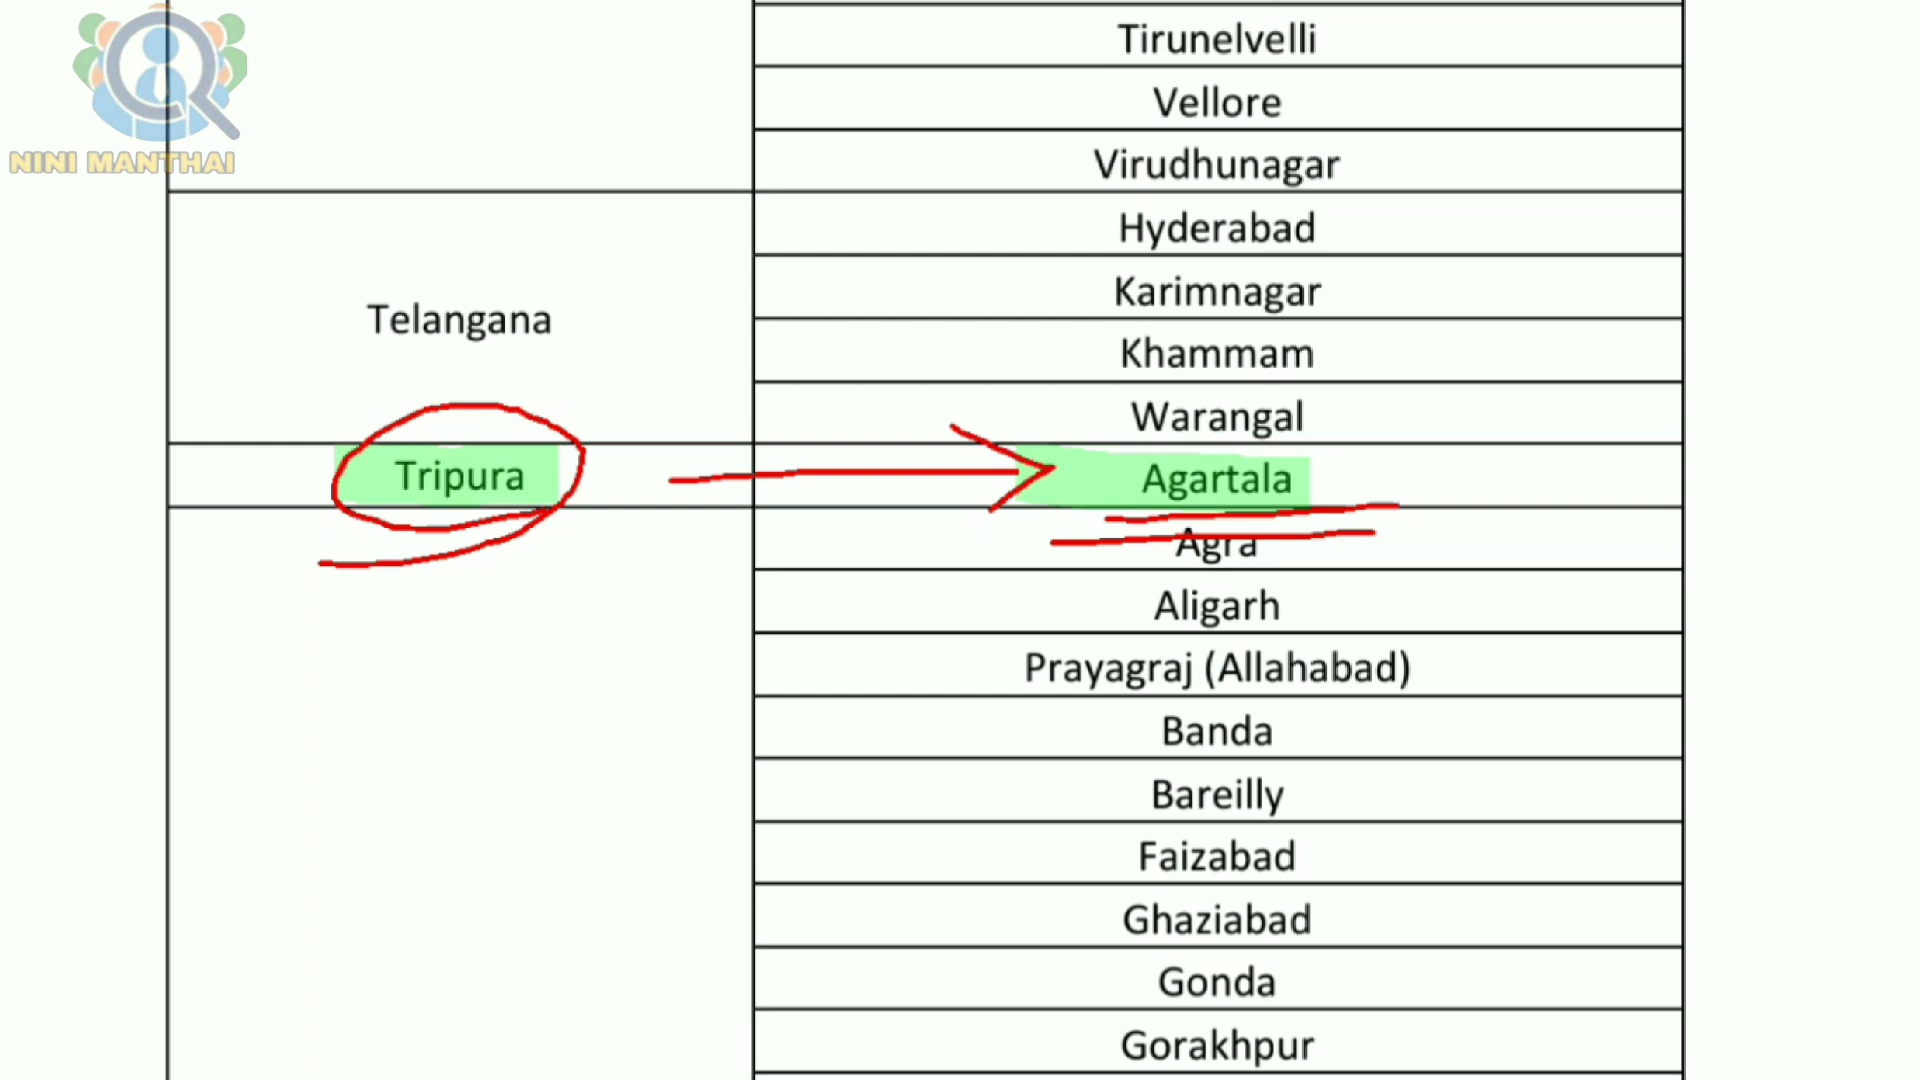 NINI MANTHAI
Tirunelvelli
Vellore
Virudhunagar
Telangana
Hyderabad
Karimnagar
Khammam
Warangal
Tripura
Agartala
Agra
Aligarh
Prayagraj (Allahabad)
Banda
Bareilly
Faizabad
Ghaziabad
Gonda
Gorakhpur